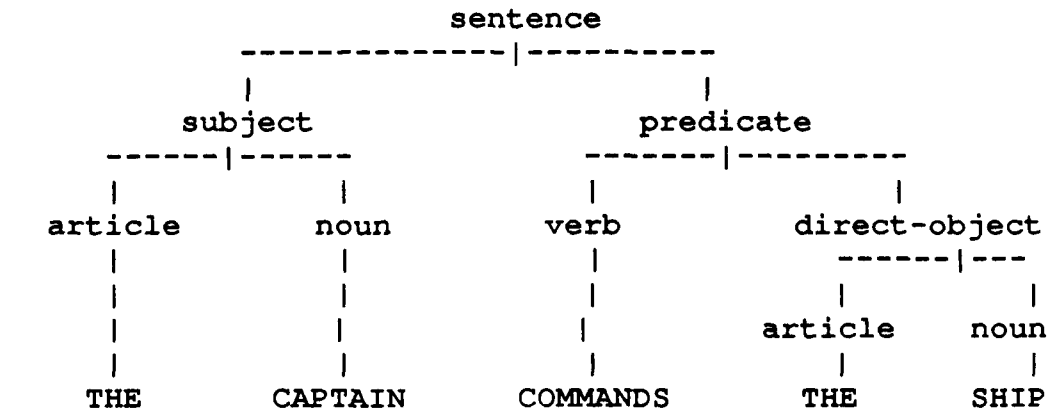 sentence
subject predicate
article noun verb direct-object
article noun
THE CAPTAIN COMMANDS THE SHIP